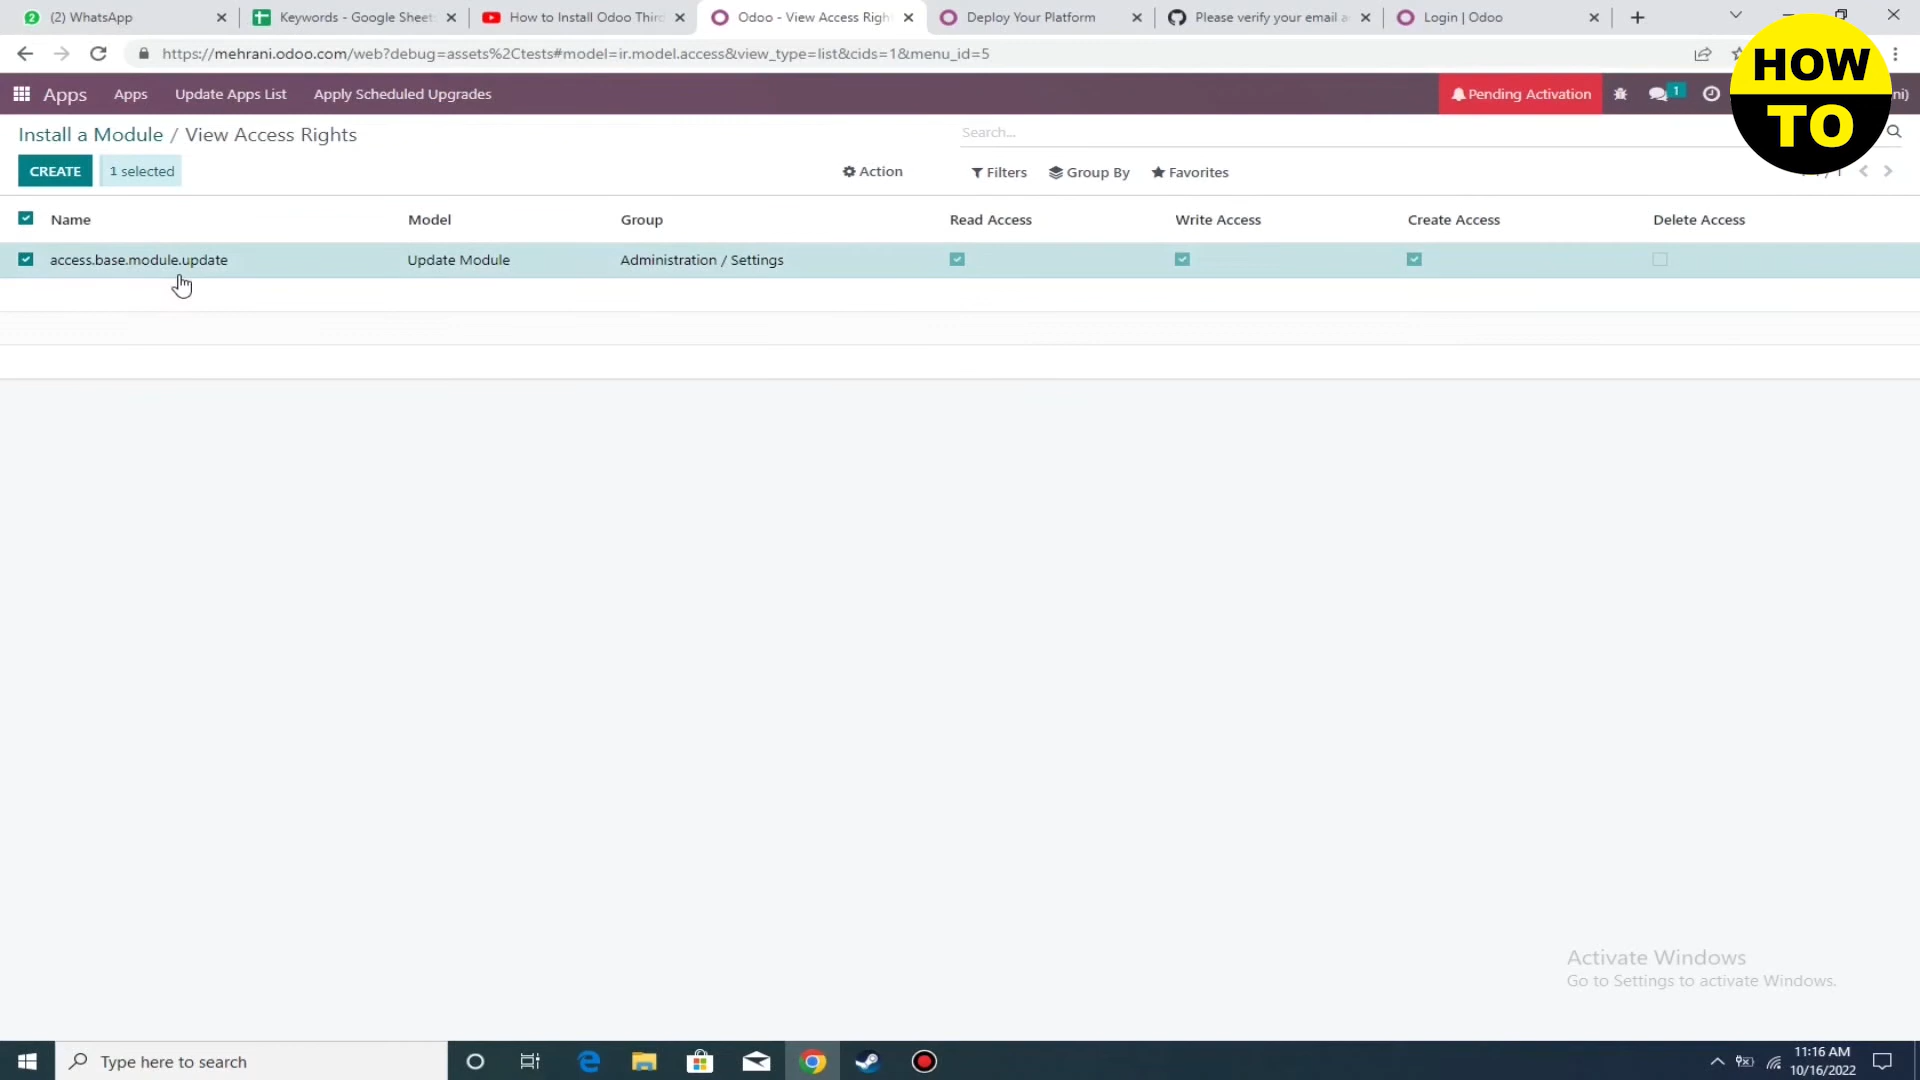 (2) WhatsApp
Keywords - Google Sheet
How to Install Odoo Third
Odoo - View Access Righ
Deploy Your Platform
Please verify your email a
Login | Odoo
https://mehrani.odoo.com/web?debug=assets%2Ctests#model=ir.model.access&view_type=list&cids=1&menu_id=5
HOW
TO
Apps Apps Update Apps List Apply Scheduled Upgrades Pending Activation 1 ni)
Install a Module / View Access Rights Search...
CREATE 1 selected Action Filters Group By Favorites
Name Model Group Read Access Write Access Create Access Delete Access
access.base.module.update Update Module Administration / Settings
Activate Windows
Go to Settings to activate Windows.
Type here to search
11:16 AM
10/16/2022